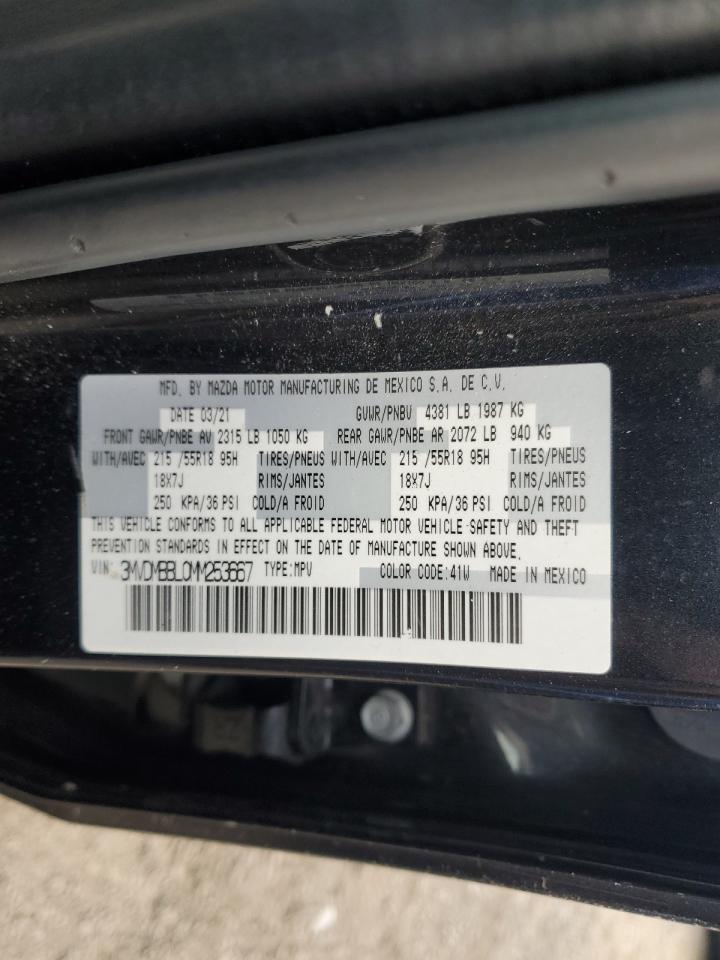 MFD. BY MAZDA MOTOR MANUFACTURING DE MEXICO S.A. DE C.V.
DATE 03/21 GVWR/PNBV 4381 LB 1987 KG
FRONT GAWR/PNBE AV 2315 LB 1050 KG REAR GAWR/PNBE AR 2072 LB 940 KG
WITH/AVEC 215 /55R18 95H TIRES/PNEUS WITH/AVEC 215 /55R18 95H TIRES/PNEUS
18X7J RIMS/JANTES 18X7J RIMS/JANTES
250 KPA/36 PSI COLD/A FROID 250 KPA/36 PSI COLD/A FROID
THIS VEHICLE CONFORMS TO ALL APPLICABLE FEDERAL MOTOR VEHICLE SAFETY AND THEFT
PREVENTION STANDARDS IN EFFECT ON THE DATE OF MANUFACTURE SHOWN ABOVE.
VIN: 3MVDMBBL0MM253667 TYPE:MPV COLOR CODE:41W MADE IN MEXICO